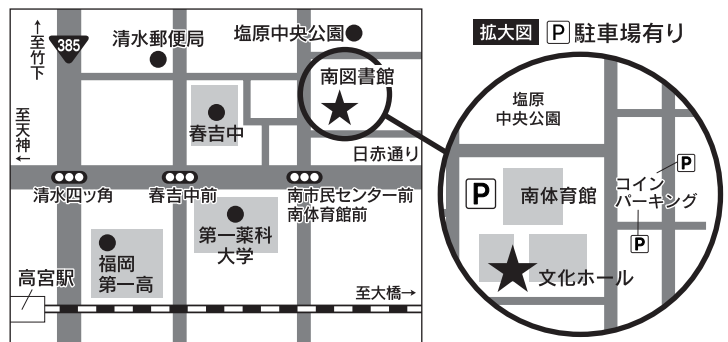 ←至竹下
385
清水郵便局
塩原中央公園
南図書館
至天神←
春吉中
日赤通り
清水四ツ角
春吉中前
南市民センター前
南体育館前
第一薬科
大学
福岡
第一高
高宮駅
至大橋→
拡大図
P駐車場有り
塩原
中央公園
P
南体育館
コイン
パーキング
P
P
文化ホール